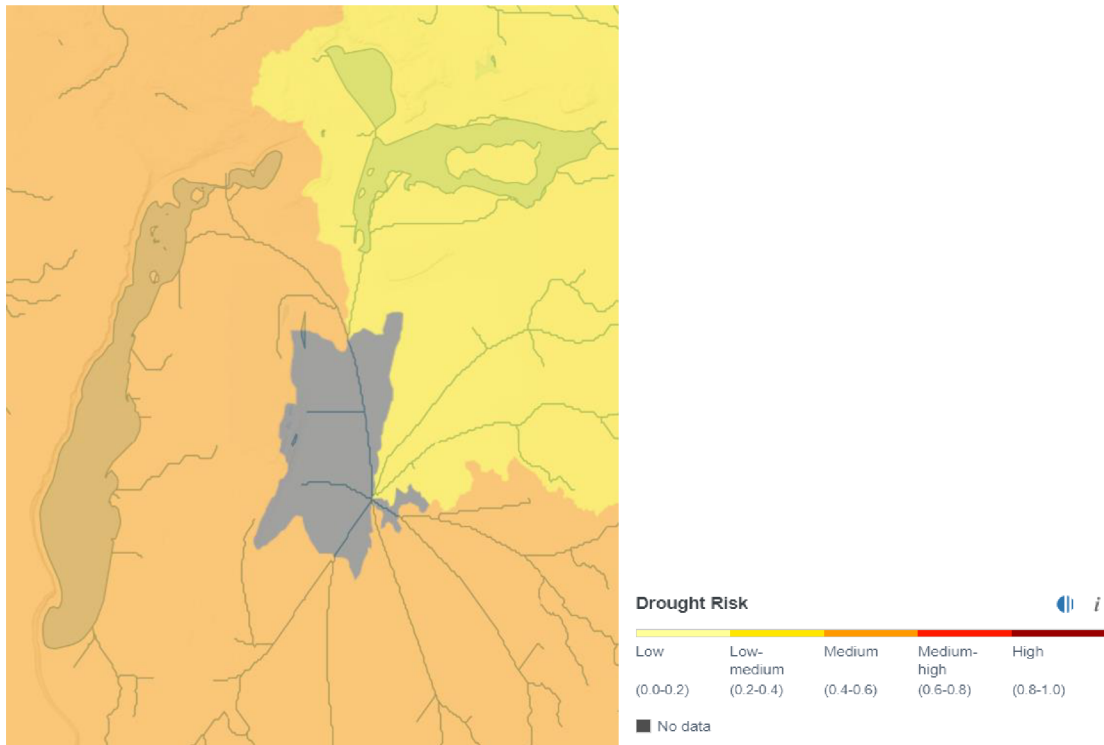 Drought Risk i
Low Low- Medium Medium- High
medium high
(0.0-0.2) (0.2-0.4) (0.4-0.6) (0.6-0.8) (0.8-1.0)
No data